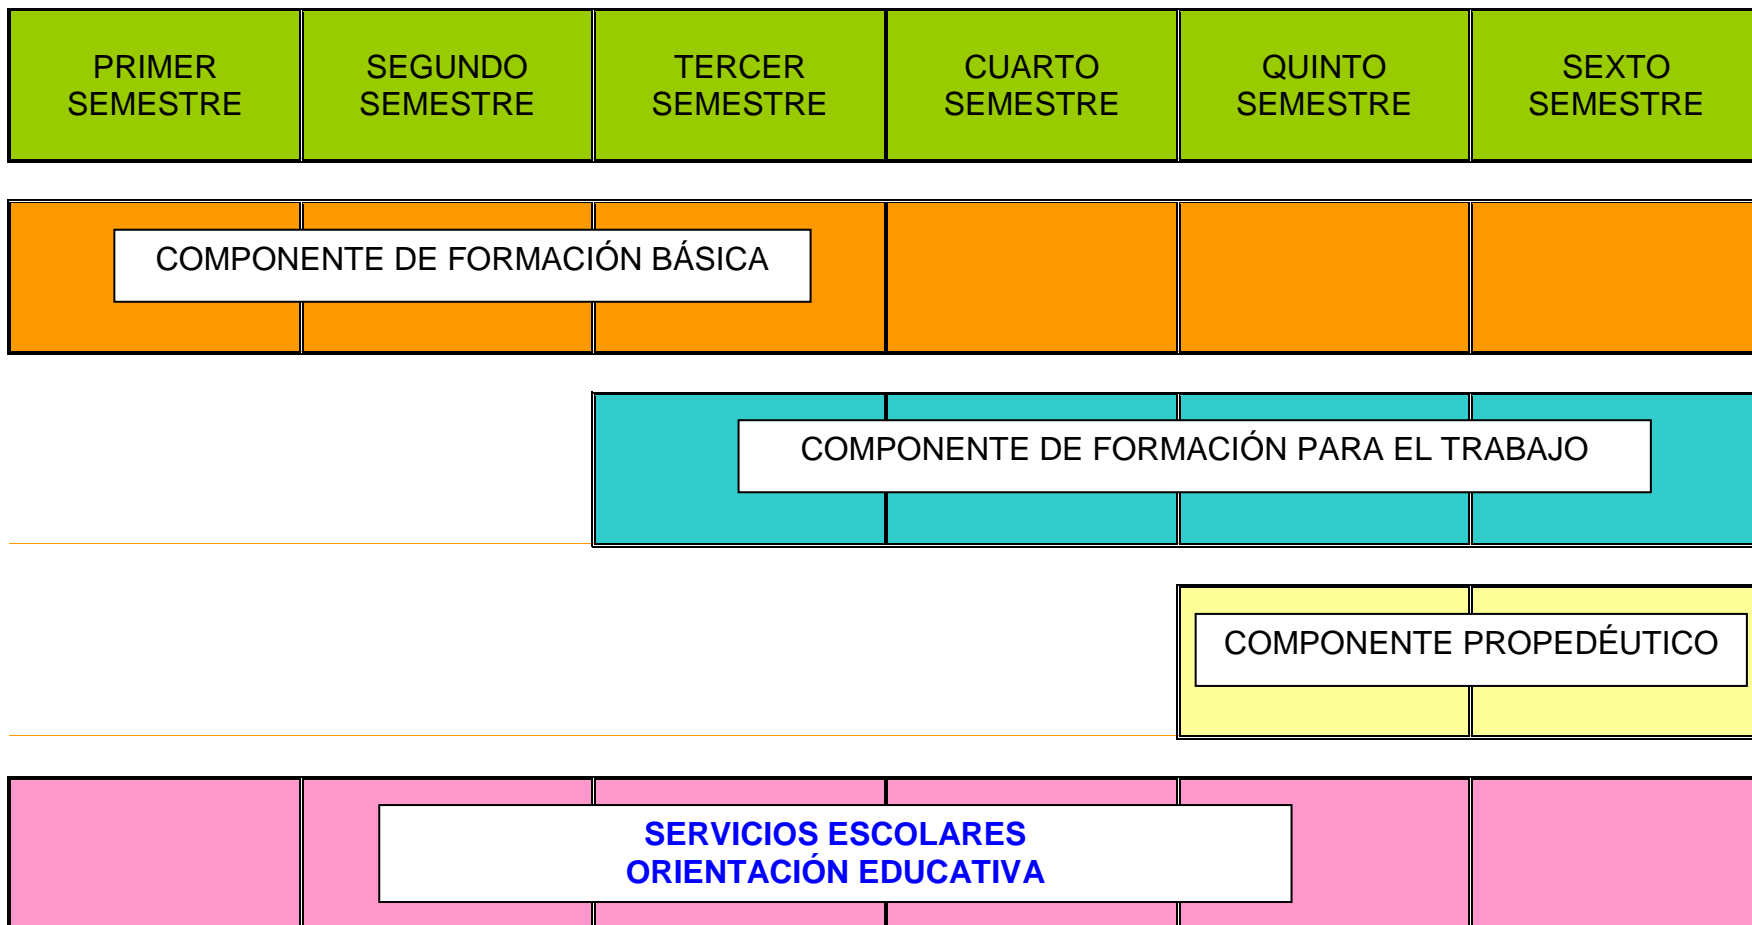 PRIMER
SEMESTRE
SEGUNDO
SEMESTRE
TERCER
SEMESTRE
CUARTO
SEMESTRE
QUINTO
SEMESTRE
SEXTO
SEMESTRE
COMPONENTE DE FORMACIÓN BÁSICA
COMPONENTE DE FORMACIÓN PARA EL TRABAJO
COMPONENTE PROPEDÉUTICO
SERVICIOS ESCOLARES
ORIENTACIÓN EDUCATIVA